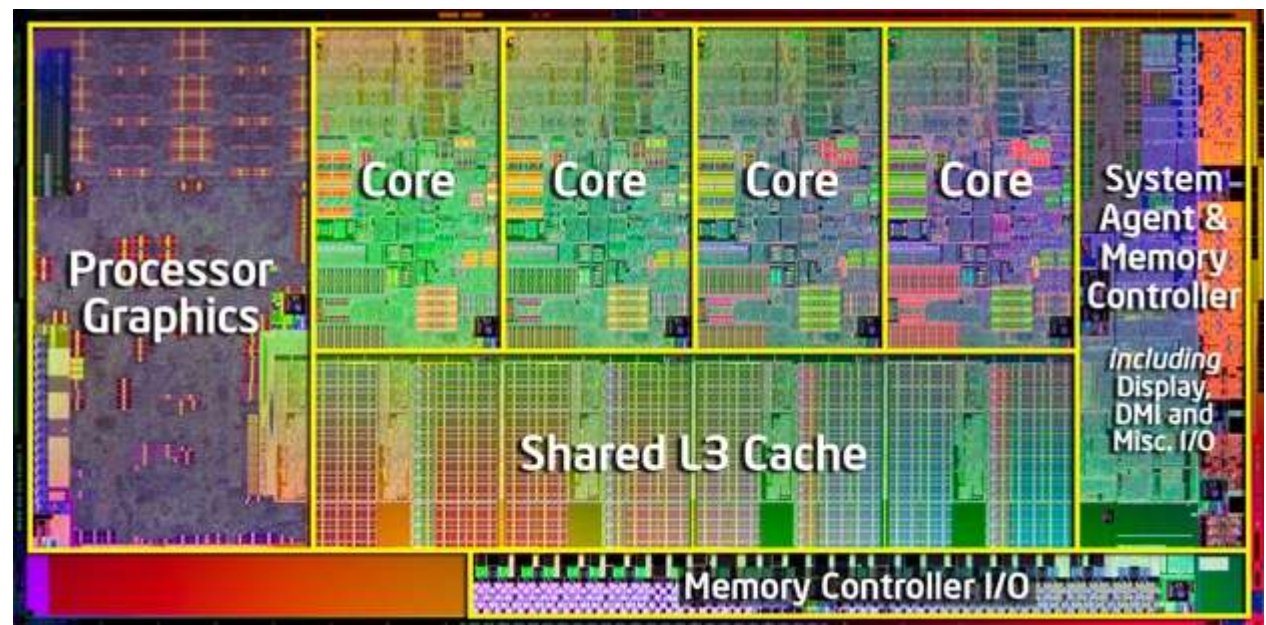 Processor
Graphics
Core
Core
Core
Core
System
Agent &
Memory
Controller
including
Display,
DMI and
Misc. I/O
Shared L3 Cache
Memory Controller I/O